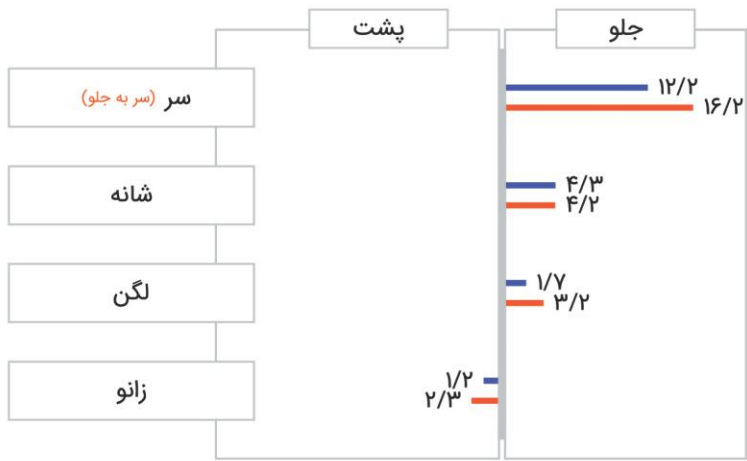 جلو
پشت
سر (سر به جلو)
۱۲/۲
۱۶/۲
شانه
۴/۳
۴/۲
لگن
۱/۷
۳/۲
زانو
۱/۲
۲/۳